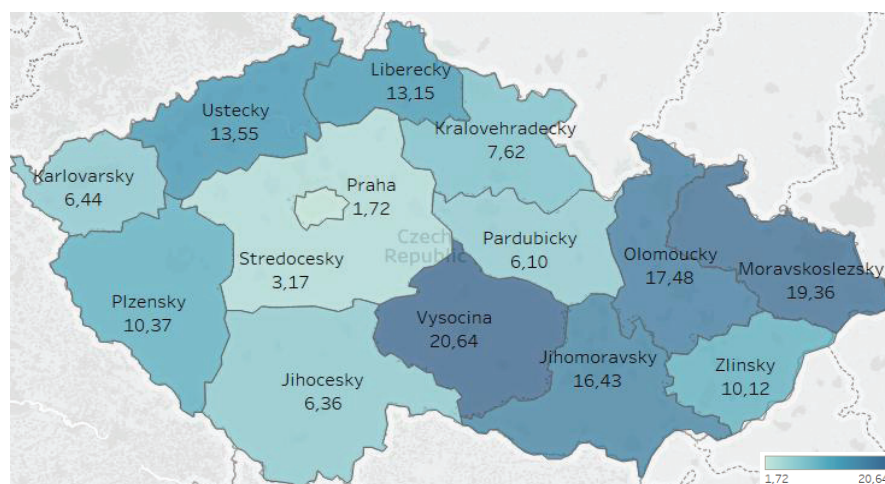 Liberecky
13,15
Ustecky
13,55
Kralovehradecky
7,62
Karlovarsky
6,44
Praha
1,72
Czech
Republic
Pardubicky
6,10
Stredocesky
3,17
Olomoucky
17,48
Moravskoslezsky
19,36
Plzensky
10,37
Vysocina
20,64
Jihomoravsky
16,43
Zlinsky
10,12
Jihocesky
6,36
1,72
20,64